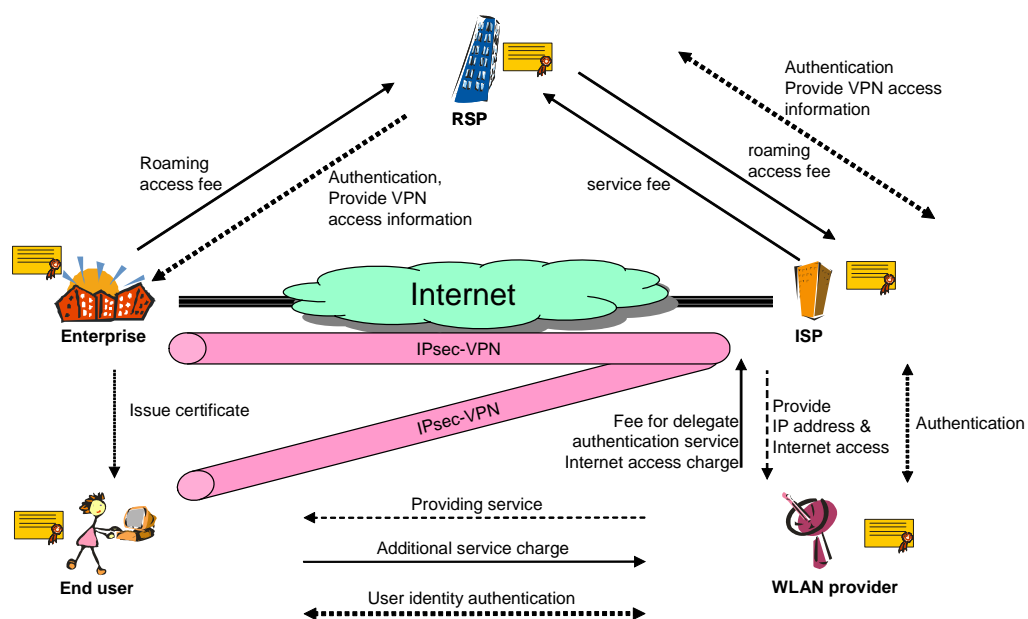 RSP
Authentication
Provide VPN access
information
Roaming
access fee
Authentication,
Provide VPN
access information
service fee
roaming
access fee
Internet
Enterprise
ISP
IPsec-VPN
IPsec-VPN
Issue certificate
Fee for delegate
authentication service
Internet access charge
Provide
IP address &
Internet access
Authentication
Providing service
Additional service charge
End user
WLAN provider
User identity authentication